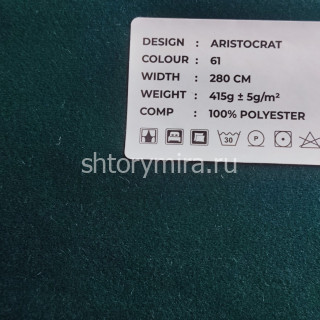 DESIGN : ARISTOCRAT
COLOUR : 61
WIDTH : 280 CM
WEIGHT : 415g ± 5g/m²
COMP : 100% POLYESTER
30 P
shtorymira.ru